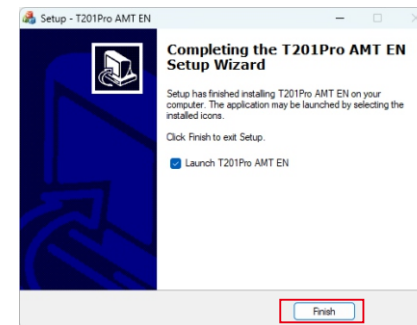 Setup - T201Pro AMT EN
Completing the T201Pro AMT EN
Setup Wizard
Setup has finished installing T201Pro AMT EN on your
computer. The application may be launched by selecting the
installed icons.
Click Finish to exit Setup.
Launch T201Pro AMT EN
Finish